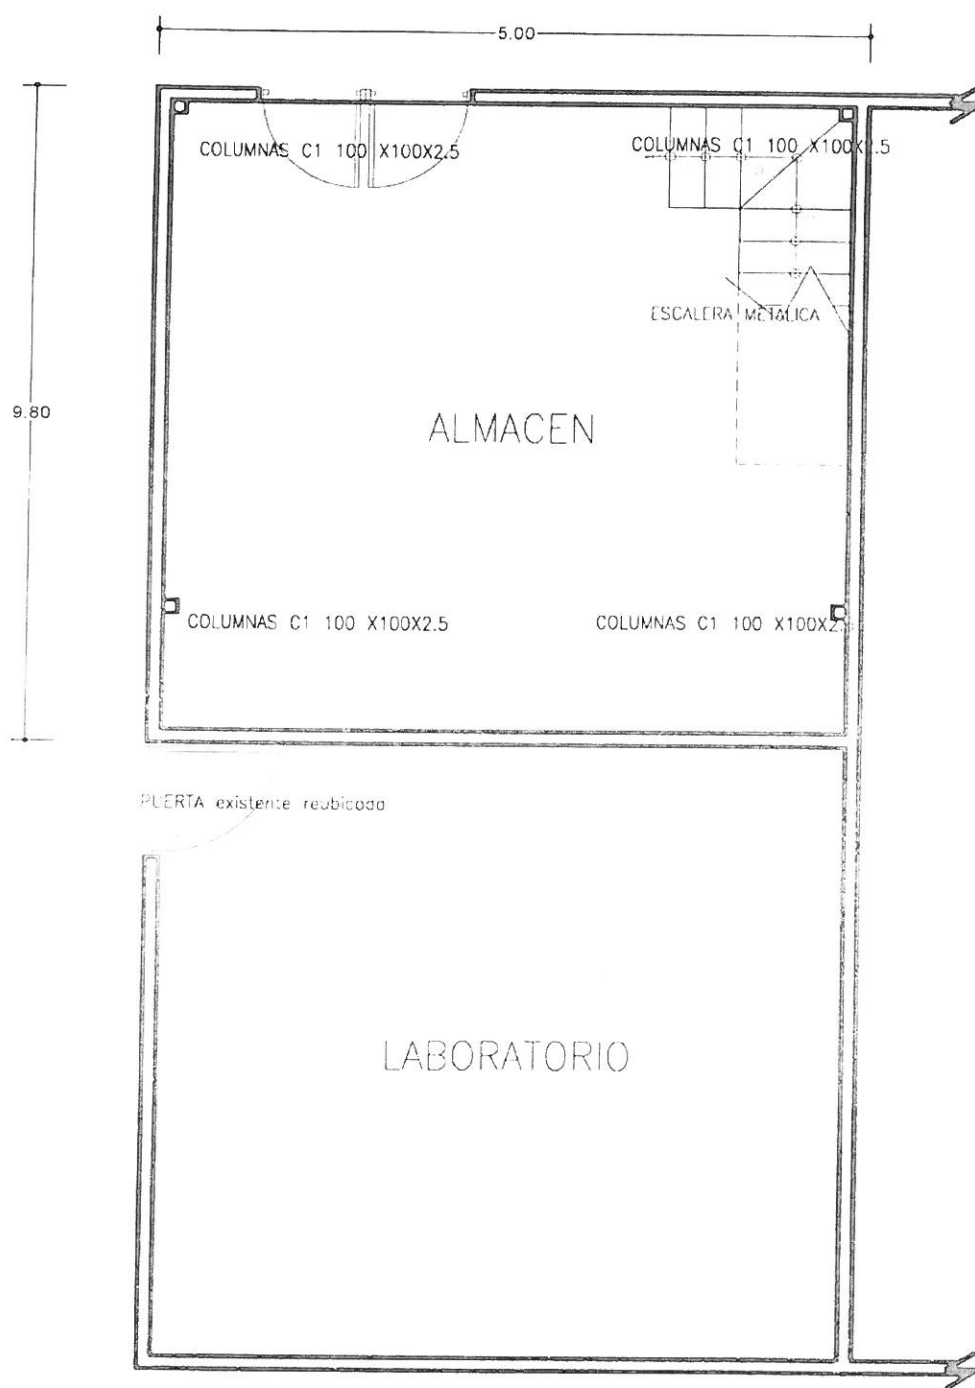 5.00
COLUMNAS C1 100 X100X2.5
COLUMNAS C1 100 X100X2.5
ESCALERA METALICA
9.80
ALMACEN
COLUMNAS C1 100 X100X2.5
COLUMNAS C1 100 X100X2.5
PUERTA existente reubicada
LABORATORIO